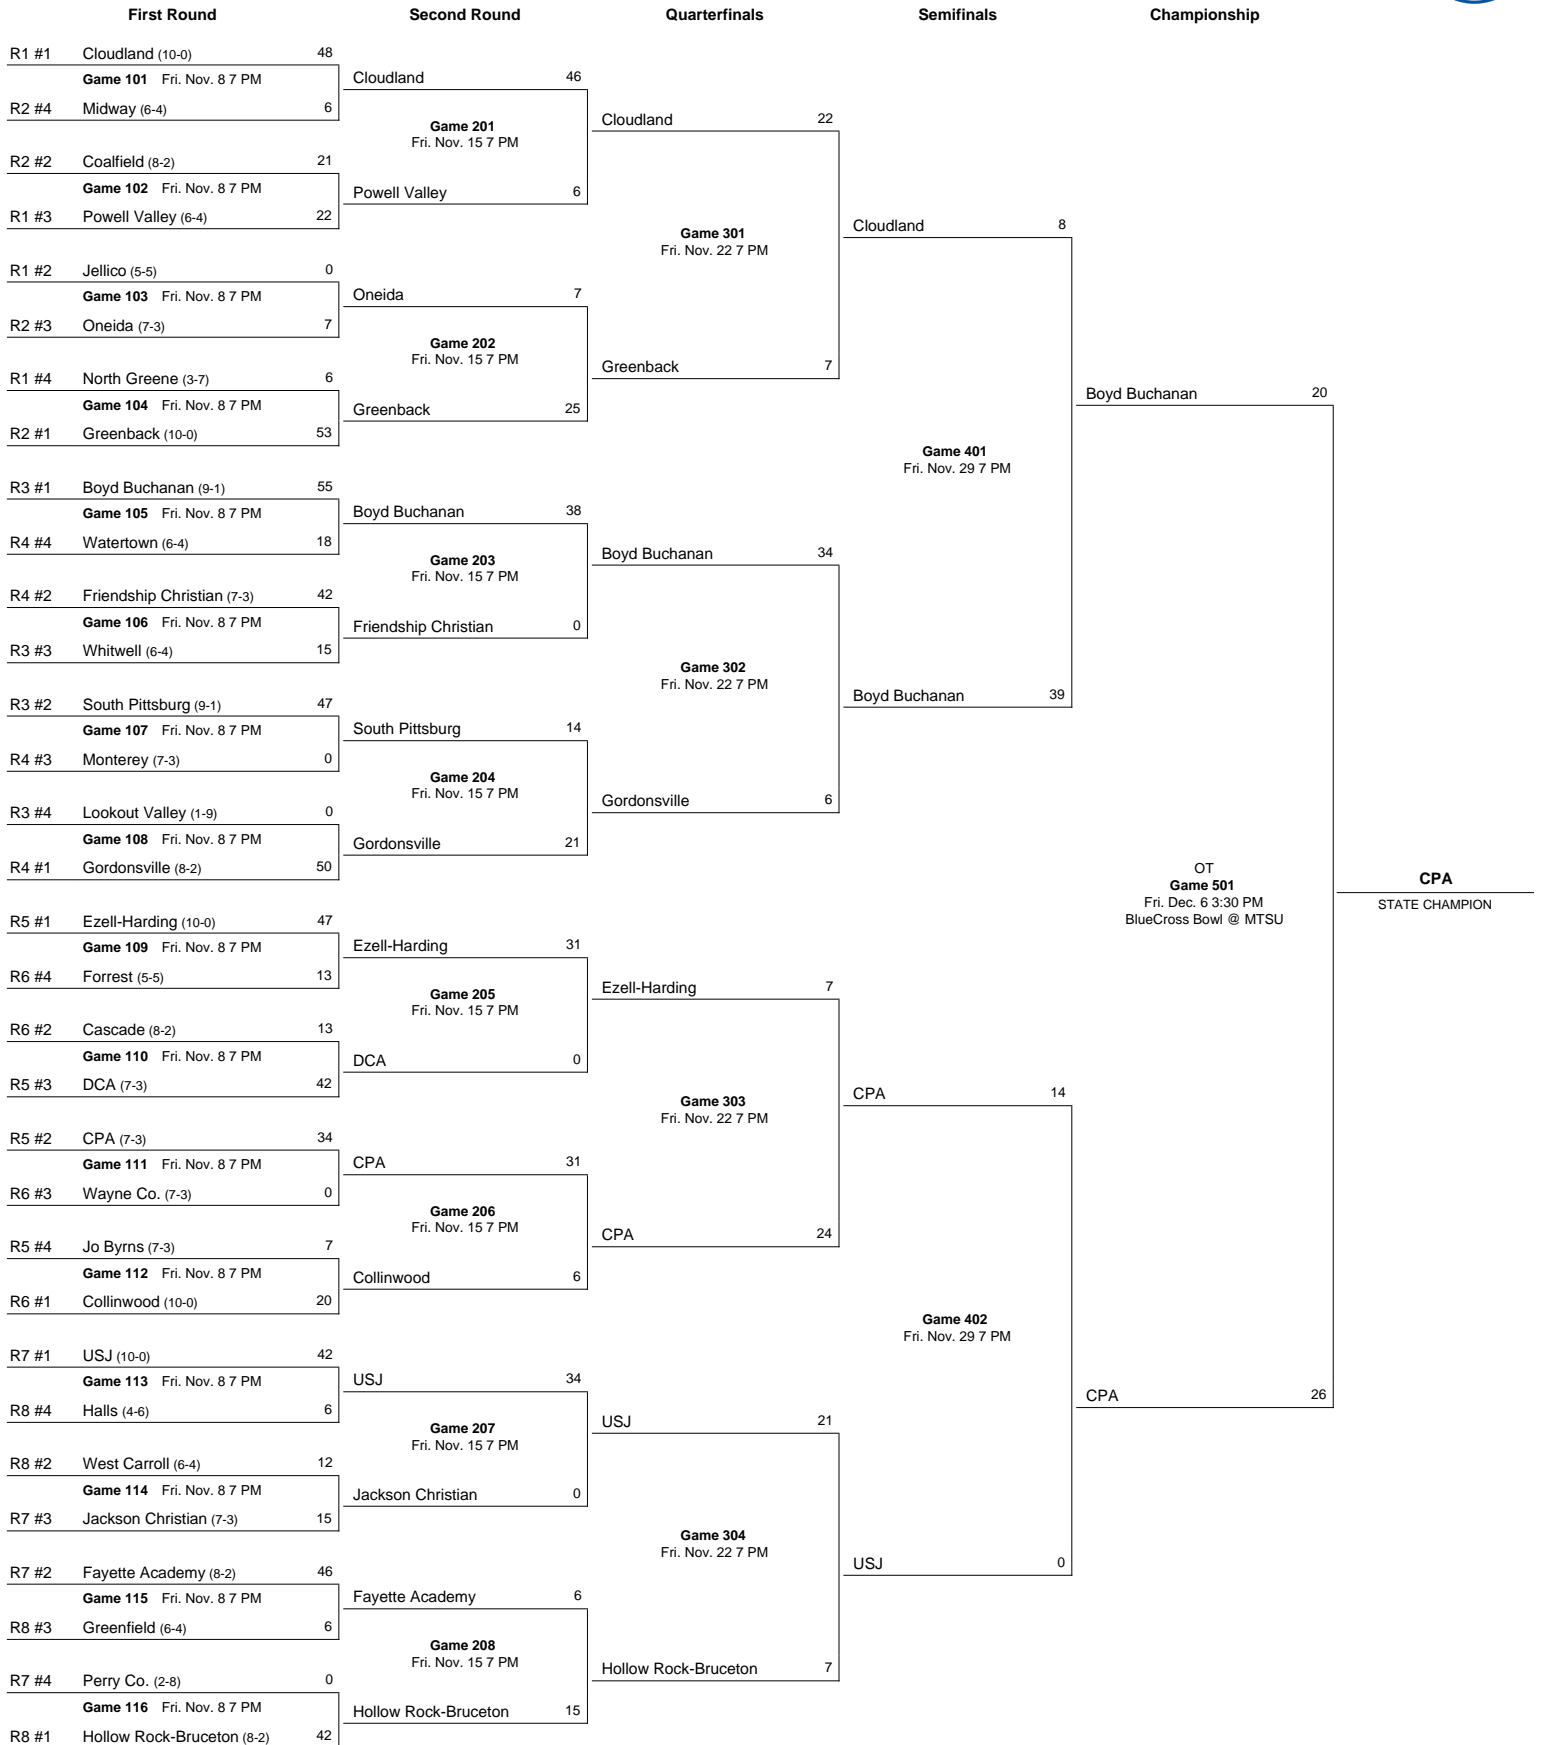 First Round
Second Round
Quarterfinals
Semifinals
Championship
R1 #1 Cloudland (10-0) 48
Game 101 Fri. Nov. 8 7 PM
R2 #4 Midway (6-4) 6
R2 #2 Coalfield (8-2) 21
Game 102 Fri. Nov. 8 7 PM
R1 #3 Powell Valley (6-4) 22
R1 #2 Jellico (5-5) 0
Game 103 Fri. Nov. 8 7 PM
R2 #3 Oneida (7-3) 7
R1 #4 North Greene (3-7) 6
Game 104 Fri. Nov. 8 7 PM
R2 #1 Greenback (10-0) 53
R3 #1 Boyd Buchanan (9-1) 55
Game 105 Fri. Nov. 8 7 PM
R4 #4 Watertown (6-4) 18
R4 #2 Friendship Christian (7-3) 42
Game 106 Fri. Nov. 8 7 PM
R3 #3 Whitwell (6-4) 15
R3 #2 South Pittsburg (9-1) 47
Game 107 Fri. Nov. 8 7 PM
R4 #3 Monterey (7-3) 0
R3 #4 Lookout Valley (1-9) 0
Game 108 Fri. Nov. 8 7 PM
R4 #1 Gordonsville (8-2) 50
R5 #1 Ezell-Harding (10-0) 47
Game 109 Fri. Nov. 8 7 PM
R6 #4 Forrest (5-5) 13
R6 #2 Cascade (8-2) 13
Game 110 Fri. Nov. 8 7 PM
R5 #3 DCA (7-3) 42
R5 #2 CPA (7-3) 34
Game 111 Fri. Nov. 8 7 PM
R6 #3 Wayne Co. (7-3) 0
R5 #4 Jo Byrns (7-3) 7
Game 112 Fri. Nov. 8 7 PM
R6 #1 Collinwood (10-0) 20
R7 #1 USJ (10-0) 42
Game 113 Fri. Nov. 8 7 PM
R8 #4 Halls (4-6) 6
R8 #2 West Carroll (6-4) 12
Game 114 Fri. Nov. 8 7 PM
R7 #3 Jackson Christian (7-3) 15
R7 #2 Fayette Academy (8-2) 46
Game 115 Fri. Nov. 8 7 PM
R8 #3 Greenfield (6-4) 6
R7 #4 Perry Co. (2-8) 0
Game 116 Fri. Nov. 8 7 PM
R8 #1 Hollow Rock-Bruceton (8-2) 42
Cloudland 46
Game 201
Fri. Nov. 15 7 PM
Powell Valley 6
Oneida 7
Game 202
Fri. Nov. 15 7 PM
Greenback 25
Boyd Buchanan 38
Game 203
Fri. Nov. 15 7 PM
Friendship Christian 0
South Pittsburg 14
Game 204
Fri. Nov. 15 7 PM
Gordonsville 21
Ezell-Harding 31
Game 205
Fri. Nov. 15 7 PM
DCA 0
CPA 31
Game 206
Fri. Nov. 15 7 PM
Collinwood 6
USJ 34
Game 207
Fri. Nov. 15 7 PM
Jackson Christian 0
Fayette Academy 6
Game 208
Fri. Nov. 15 7 PM
Hollow Rock-Bruceton 15
Cloudland 22
Game 301
Fri. Nov. 22 7 PM
Greenback 7
Boyd Buchanan 34
Game 302
Fri. Nov. 22 7 PM
Gordonsville 6
Ezell-Harding 7
Game 303
Fri. Nov. 22 7 PM
CPA 24
USJ 21
Game 304
Fri. Nov. 22 7 PM
Hollow Rock-Bruceton 7
Cloudland 8
Game 401
Fri. Nov. 29 7 PM
Boyd Buchanan 39
CPA 14
Game 402
Fri. Nov. 29 7 PM
USJ 0
Boyd Buchanan 20
OT
Game 501
Fri. Dec. 6 3:30 PM
BlueCross Bowl @ MTSU
CPA 26
CPA
STATE CHAMPION